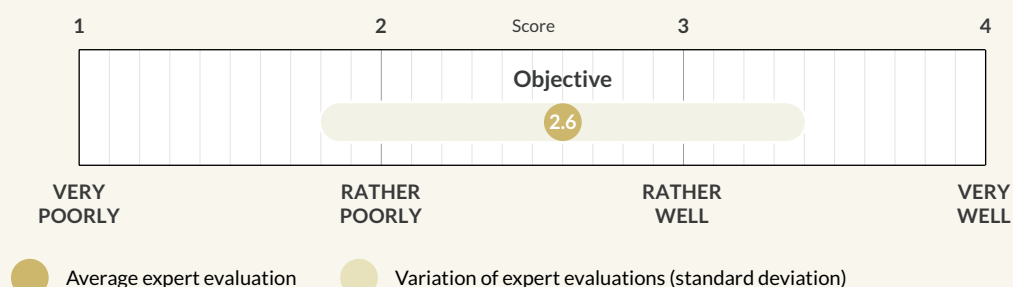 1 2 Score 3 4
Objective
2.6
VERY POORLY RATHER POORLY RATHER WELL VERY WELL
Average expert evaluation Variation of expert evaluations (standard deviation)